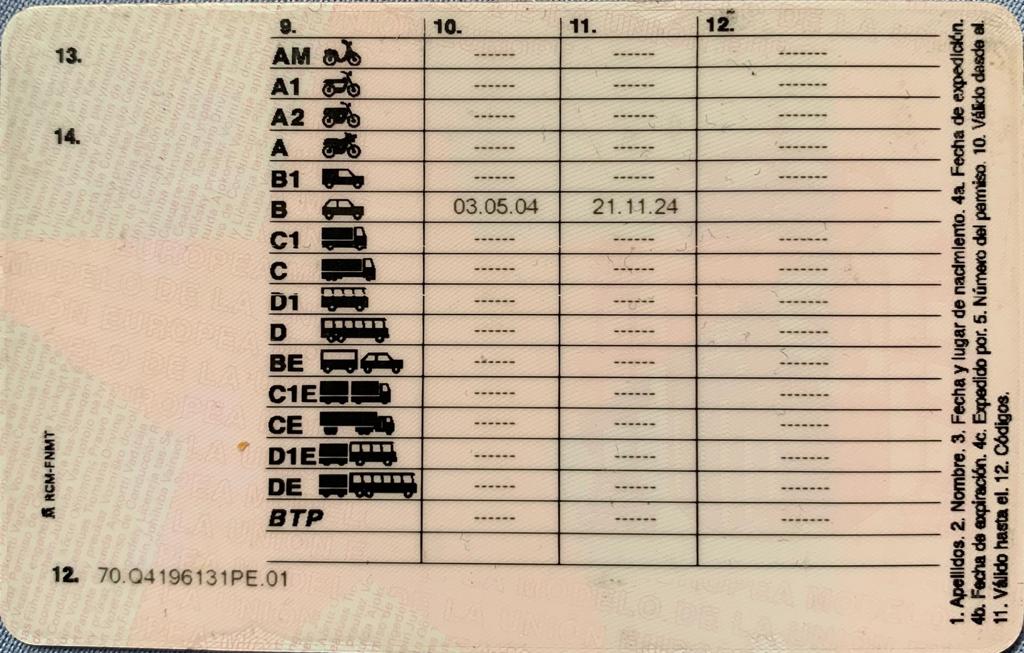 9. 10. 11. 12.
13.
AM ------ ------ ------
A1 ------ ------ ------
A2 ------ ------ ------
14.
A ------ ------ ------
B1 ------ ------ ------
B 03.05.04 21.11.24
C1 ------ ------ ------
C ------ ------ ------
D1 ------ ------ ------
D ------ ------ ------
BE ------ ------ ------
C1E ------ ------ ------
CE ------ ------ ------
D1E ------ ------ ------
DE ------ ------ ------
BTP ------ ------ ------
12. 70.Q4196131PE.01
RCM-FNMT
1. Apellidos. 2. Nombre. 3. Fecha y lugar de nacimiento. 4a. Fecha de expedición.
4b. Fecha de expiración. 4c. Expedido por. 5. Número del permiso. 10. Válido desde el.
11. Válido hasta el. 12. Códigos.